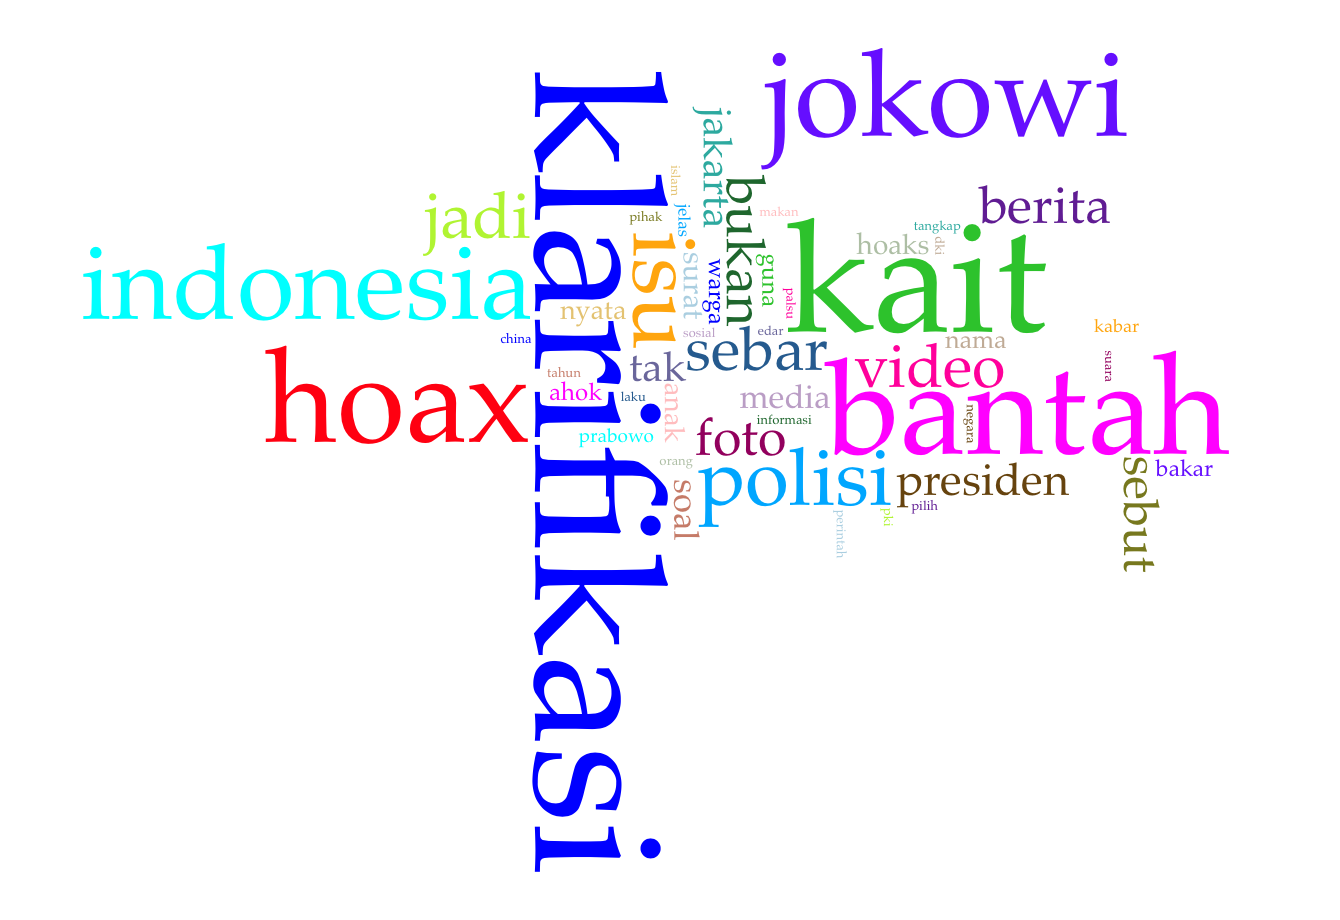 jokowi
klarifikasi
jakarta
islam
bukan
jadi
jelas
pihak
makan
berita
tangkap
isu
surat
hoaks
dki
kait
indonesia
warga
guna
palsu
nyata
kabar
china
sosial
edar
sebar
nama
hoax
tahun
tak
video
suara
ahok
laku
anak
media
bantah
informasi
negara
prabowo
foto
orang
polisi
presiden
sebut
bakar
soal
pilih
perintah
pki